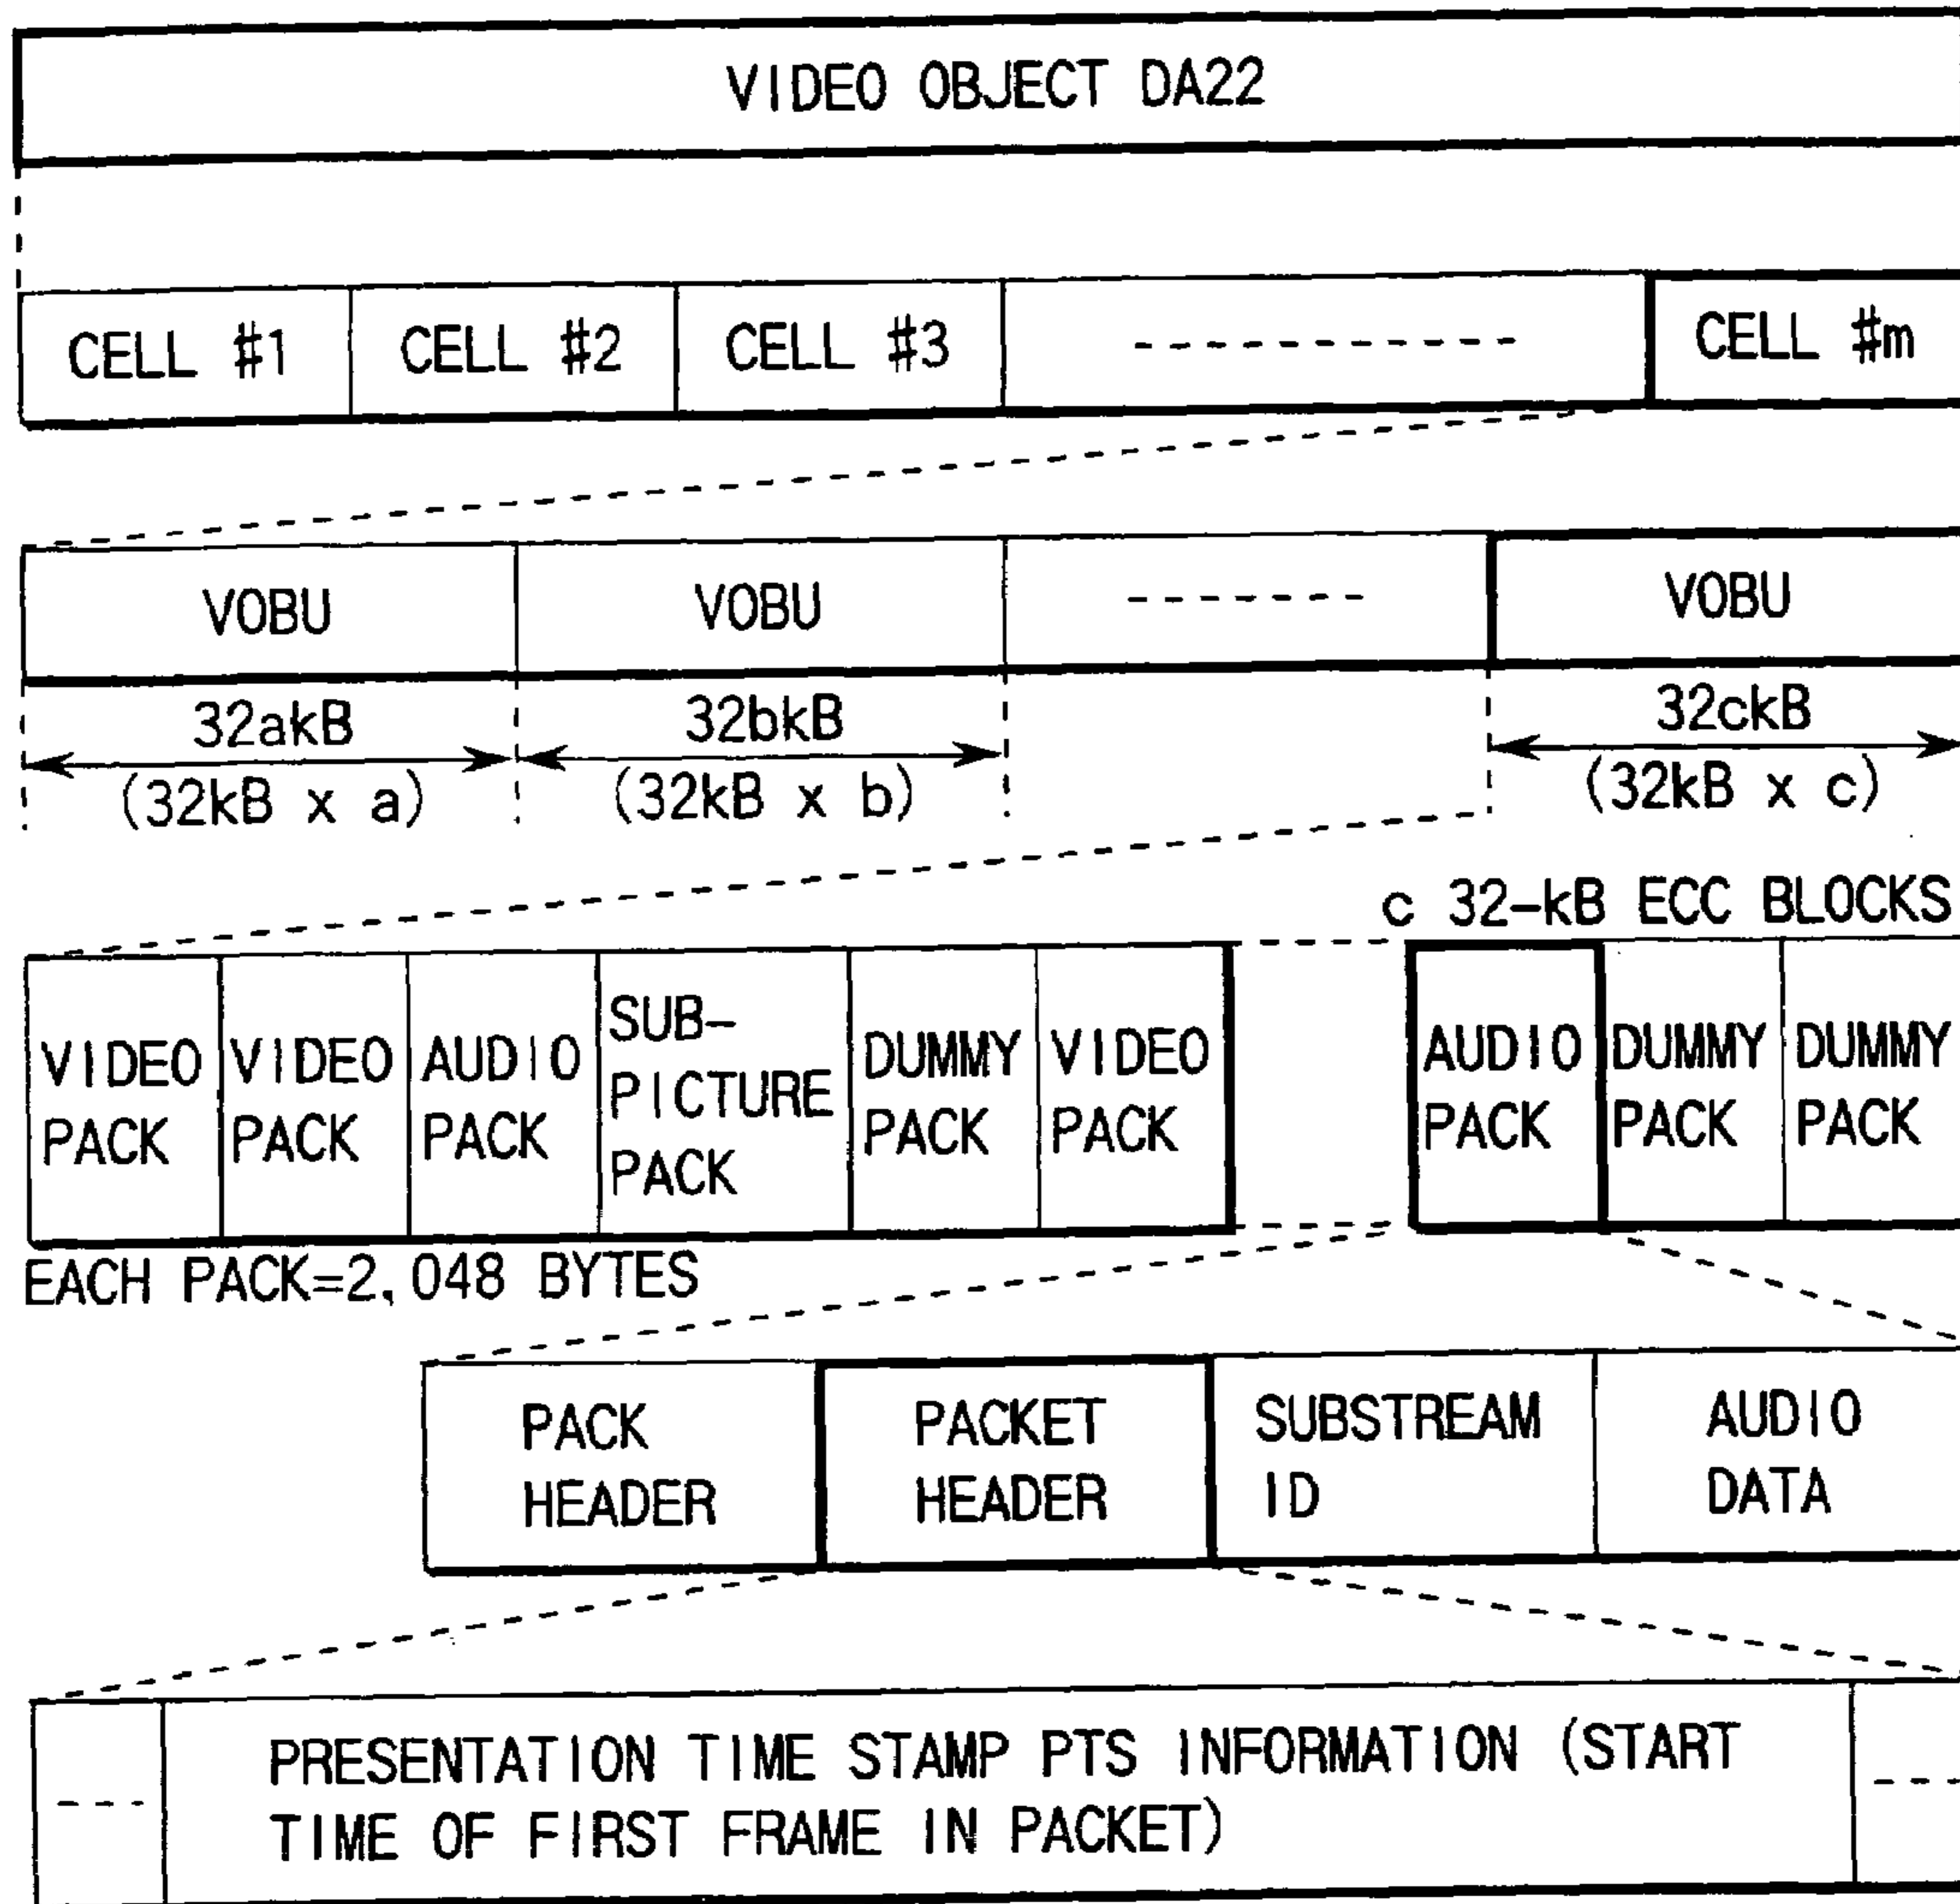 VIDEO OBJECT DA22
CELL #1 CELL #2 CELL #3 ------------ CELL #m
VOBU VOBU ------- VOBU
32akB 32bkB 32ckB
(32kB x a) (32kB x b) (32kB x c)
c 32-kB ECC BLOCKS
VIDEO PACK
VIDEO PACK
AUDIO PACK
SUB-
PICTURE
PACK
DUMMY PACK
VIDEO PACK
AUDIO PACK
DUMMY PACK
DUMMY PACK
EACH PACK=2,048 BYTES
PACK
HEADER
PACKET
HEADER
SUBSTREAM
ID
AUDIO
DATA
--- PRESENTATION TIME STAMP PTS INFORMATION (START ---
TIME OF FIRST FRAME IN PACKET)